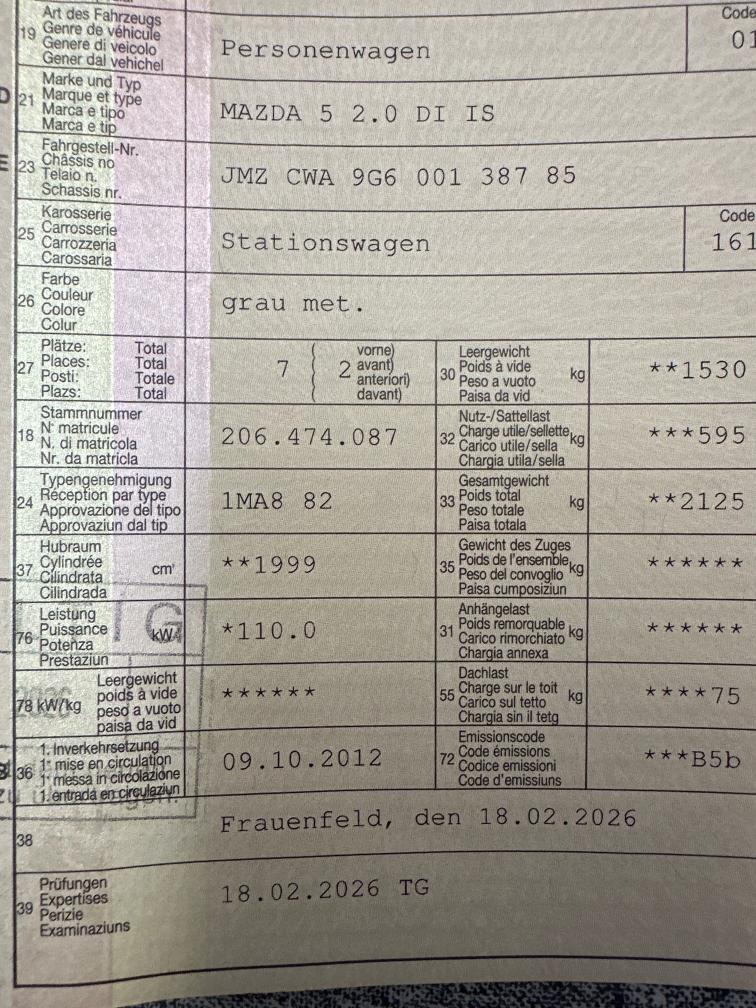 19 Art des Fahrzeugs
Genre de véhicule
Genere di veicolo
Gener dal vehichel
Personenwagen
Code
01
21 Marke und Typ
Marque et type
Marca e tipo
Marca e tip
MAZDA 5 2.0 DI IS
23 Fahrgestell-Nr.
Châssis no
Telaio n.
Schassis nr.
JMZ CWA 9G6 001 387 85
25 Karosserie
Carrosserie
Carrozzeria
Carossaria
Stationswagen
Code
161
26 Farbe
Couleur
Colore
Colur
grau met.
27 Plätze: Total
Places: Total
Posti: Totale
Plazs: Total
7 ( 2 vorne)
avant)
anteriori)
davant)
30 Leergewicht
Poids à vide
Peso a vuoto
Paisa da vid
kg
**1530
18 Stammnummer
N° matricule
N. di matricola
Nr. da matricla
206.474.087
32 Nutz-/Sattellast
Charge utile/sellette
Carico utile/sella
Chargia utila/sella
kg
***595
24 Typengenehmigung
Réception par type
Approvazione del tipo
Approvaziun dal tip
1MA8 82
33 Gesamtgewicht
Poids total
Peso totale
Paisa totala
kg
**2125
37 Hubraum
Cylindrée
Cilindrata
Cilindrada
cm³
**1999
35 Gewicht des Zuges
Poids de l'ensemble
Peso del convoglio
Paisa cumposiziun
kg
******
76 Leistung
Puissance
Potenza
Prestaziun
kW
*110.0
31 Anhängelast
Poids remorquable
Carico rimorchiato
Chargia annexa
kg
******
78 kW/kg Leergewicht
poids à vide
peso a vuoto
paisa da vid
******
55 Dachlast
Charge sur le toit
Carico sul tetto
Chargia sin il tetg
kg
****75
36 1. Inverkehrsetzung
1re mise en circulation
1a messa in circolazione
1. entrada en circulaziun
09.10.2012
72 Emissionscode
Code émissions
Codice emissioni
Code d'emissiuns
***B5b
38
Frauenfeld, den 18.02.2026
39 Prüfungen
Expertises
Perizie
Examinaziuns
18.02.2026 TG